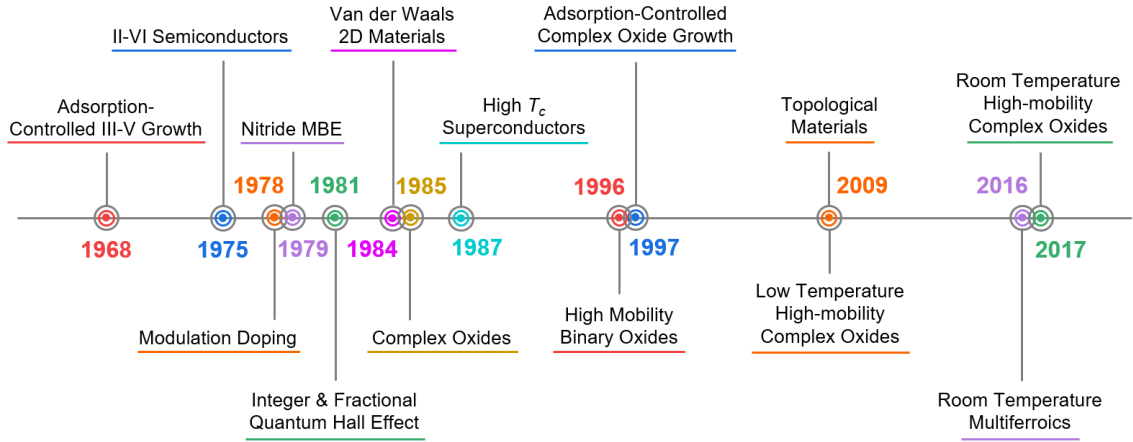 Van der Waals
2D Materials
Adsorption-Controlled
Complex Oxide Growth
II-VI Semiconductors
Room Temperature
High-mobility
Complex Oxides
Adsorption-
Controlled III-V Growth
Nitride MBE
High Tc
Superconductors
Topological
Materials
1978
1981
1985
1996
2009
2016
1968
1975
1979
1984
1987
1997
2017
Modulation Doping
Complex Oxides
High Mobility
Binary Oxides
Low Temperature
High-mobility
Complex Oxides
Integer & Fractional
Quantum Hall Effect
Room Temperature
Multiferroics